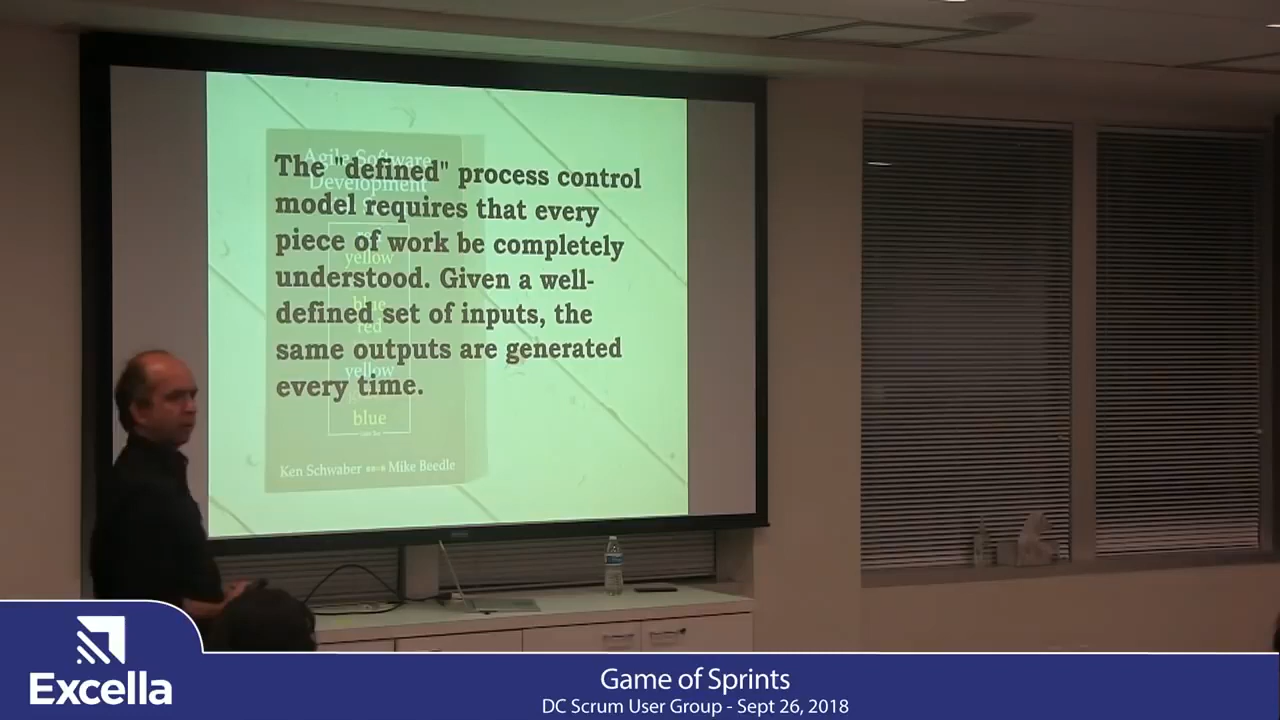 The "defined" process control
model requires that every
piece of work be completely
understood. Given a well-
defined set of inputs, the
same outputs are generated
every time.
Agile Software
Development
yellow
blue
red
yellow
blue
Ken Schwaber
Mike Beedle
Excella
Game of Sprints
DC Scrum User Group - Sept 26, 2018